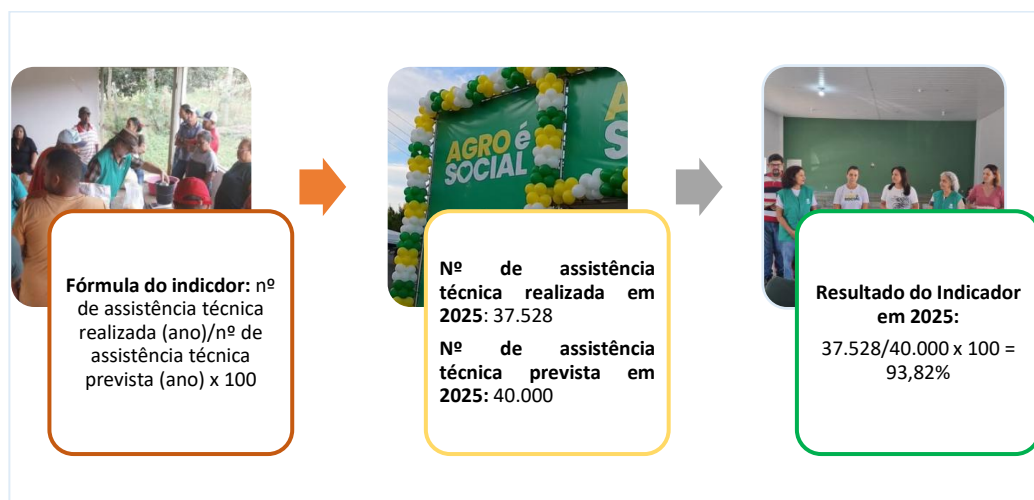 AGRO é
SOCIAL
Fórmula do indicdor: nº
de assistência técnica
realizada (ano)/nº de
assistência técnica
prevista (ano) x 100
Nº de assistência
técnica realizada em
2025: 37.528
Nº de assistência
técnica prevista em
2025: 40.000
Resultado do Indicador
em 2025:
37.528/40.000 x 100 =
93,82%